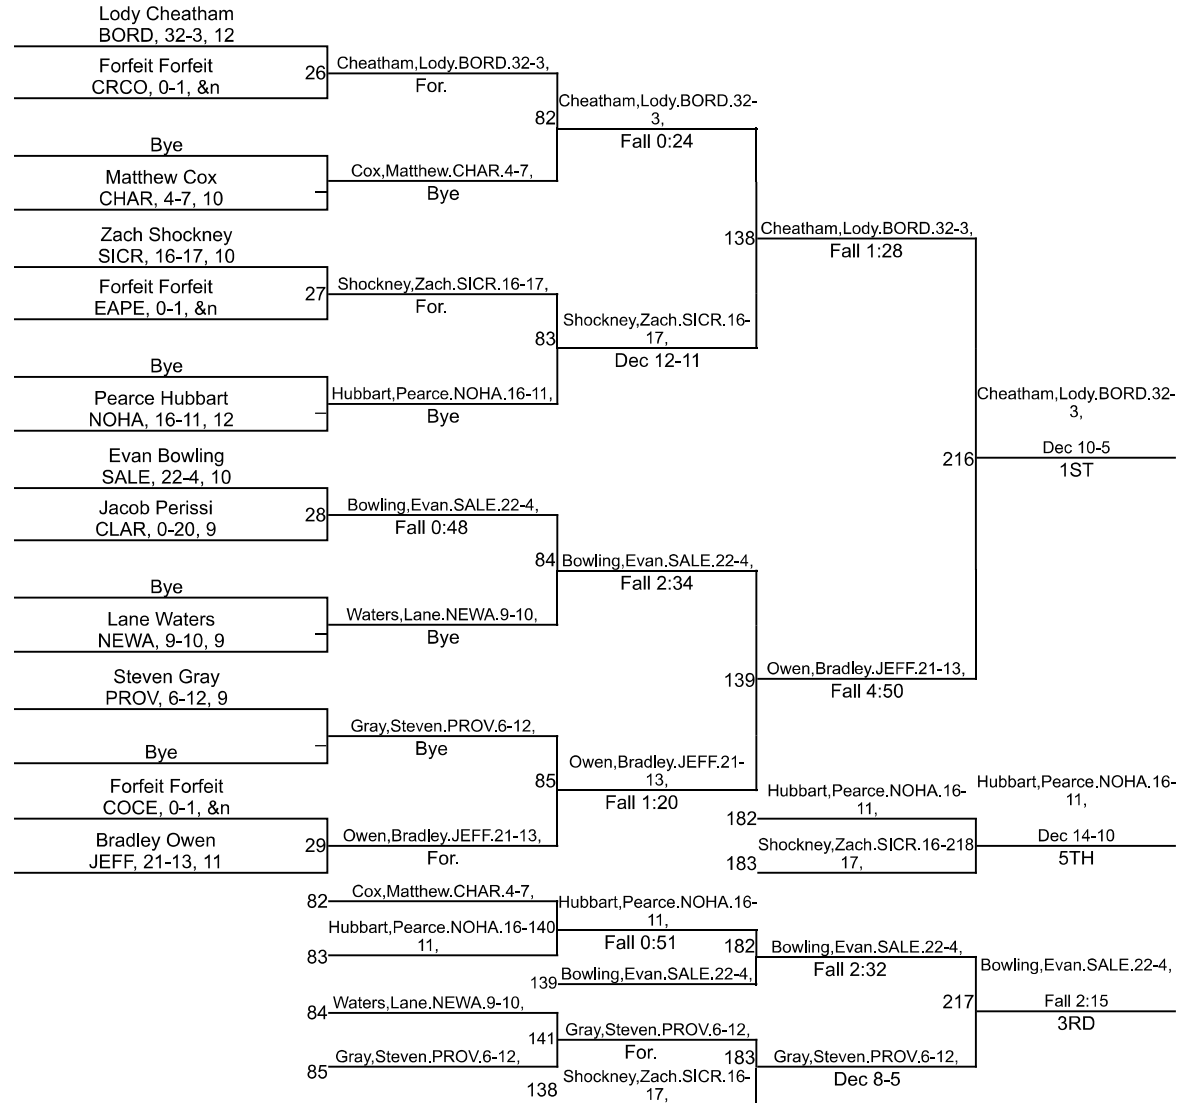 Lody Cheatham
BORD, 32-3, 12
Forfeit Forfeit
CRCO, 0-1, &n
26
Cheatham,Lody.BORD.32-3,
For.
82
Cheatham,Lody.BORD.32-
3,
Fall 0:24
Bye
Matthew Cox
CHAR, 4-7, 10
Cox,Matthew.CHAR.4-7,
Bye
138
Cheatham,Lody.BORD.32-3,
Fall 1:28
Zach Shockney
SICR, 16-17, 10
Forfeit Forfeit
EAPE, 0-1, &n
27
Shockney,Zach.SICR.16-17,
For.
83
Shockney,Zach.SICR.16-
17,
Dec 12-11
Bye
Pearce Hubbart
NOHA, 16-11, 12
Hubbart,Pearce.NOHA.16-11,
Bye
216
Cheatham,Lody.BORD.32-
3,
Dec 10-5
1ST
Evan Bowling
SALE, 22-4, 10
Jacob Perissi
CLAR, 0-20, 9
28
Bowling,Evan.SALE.22-4,
Fall 0:48
84
Bowling,Evan.SALE.22-4,
Fall 2:34
Bye
Lane Waters
NEWA, 9-10, 9
Waters,Lane.NEWA.9-10,
Bye
139
Owen,Bradley.JEFF.21-13,
Fall 4:50
Steven Gray
PROV, 6-12, 9
Bye
Gray,Steven.PROV.6-12,
Bye
85
Owen,Bradley.JEFF.21-
13,
Fall 1:20
Forfeit Forfeit
COCE, 0-1, &n
Bradley Owen
JEFF, 21-13, 11
29
Owen,Bradley.JEFF.21-13,
For.
182
Hubbart,Pearce.NOHA.16-
11,
183
Shockney,Zach.SICR.16-
17,
218
Hubbart,Pearce.NOHA.16-
11,
Dec 14-10
5TH
82
Cox,Matthew.CHAR.4-7,
83
Hubbart,Pearce.NOHA.16-
11,
140
Hubbart,Pearce.NOHA.16-
11,
Fall 0:51
139
Bowling,Evan.SALE.22-4,
182
Bowling,Evan.SALE.22-4,
Fall 2:32
217
Bowling,Evan.SALE.22-4,
Fall 2:15
3RD
84
Waters,Lane.NEWA.9-10,
85
Gray,Steven.PROV.6-12,
141
Gray,Steven.PROV.6-12,
For.
138
Shockney,Zach.SICR.16-
17,
183
Gray,Steven.PROV.6-12,
Dec 8-5